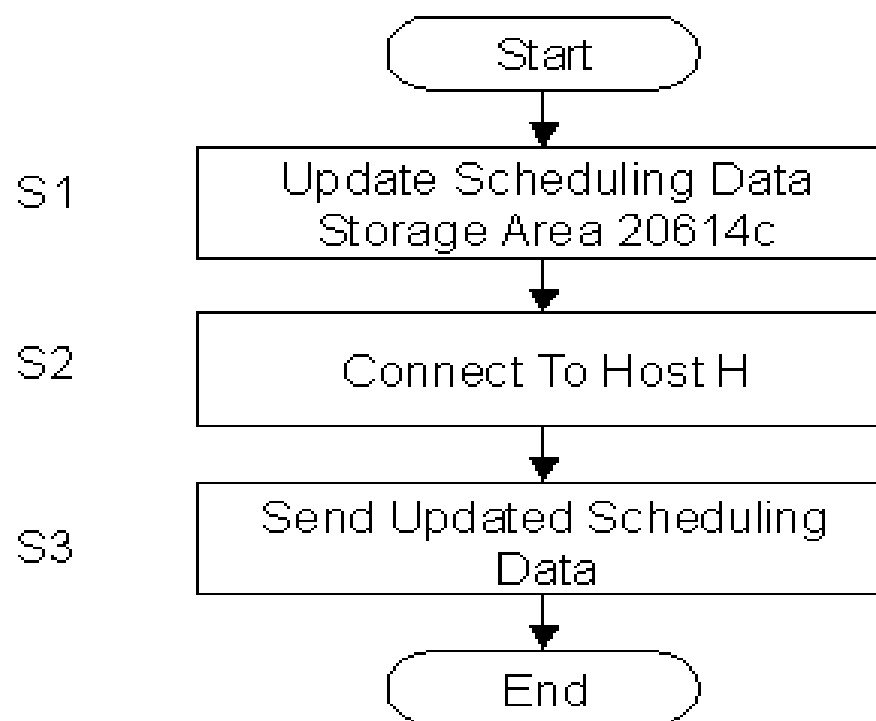 Start
S1
Update Scheduling Data
Storage Area 20614c
S2
Connect To Host H
S3
Send Updated Scheduling
Data
End